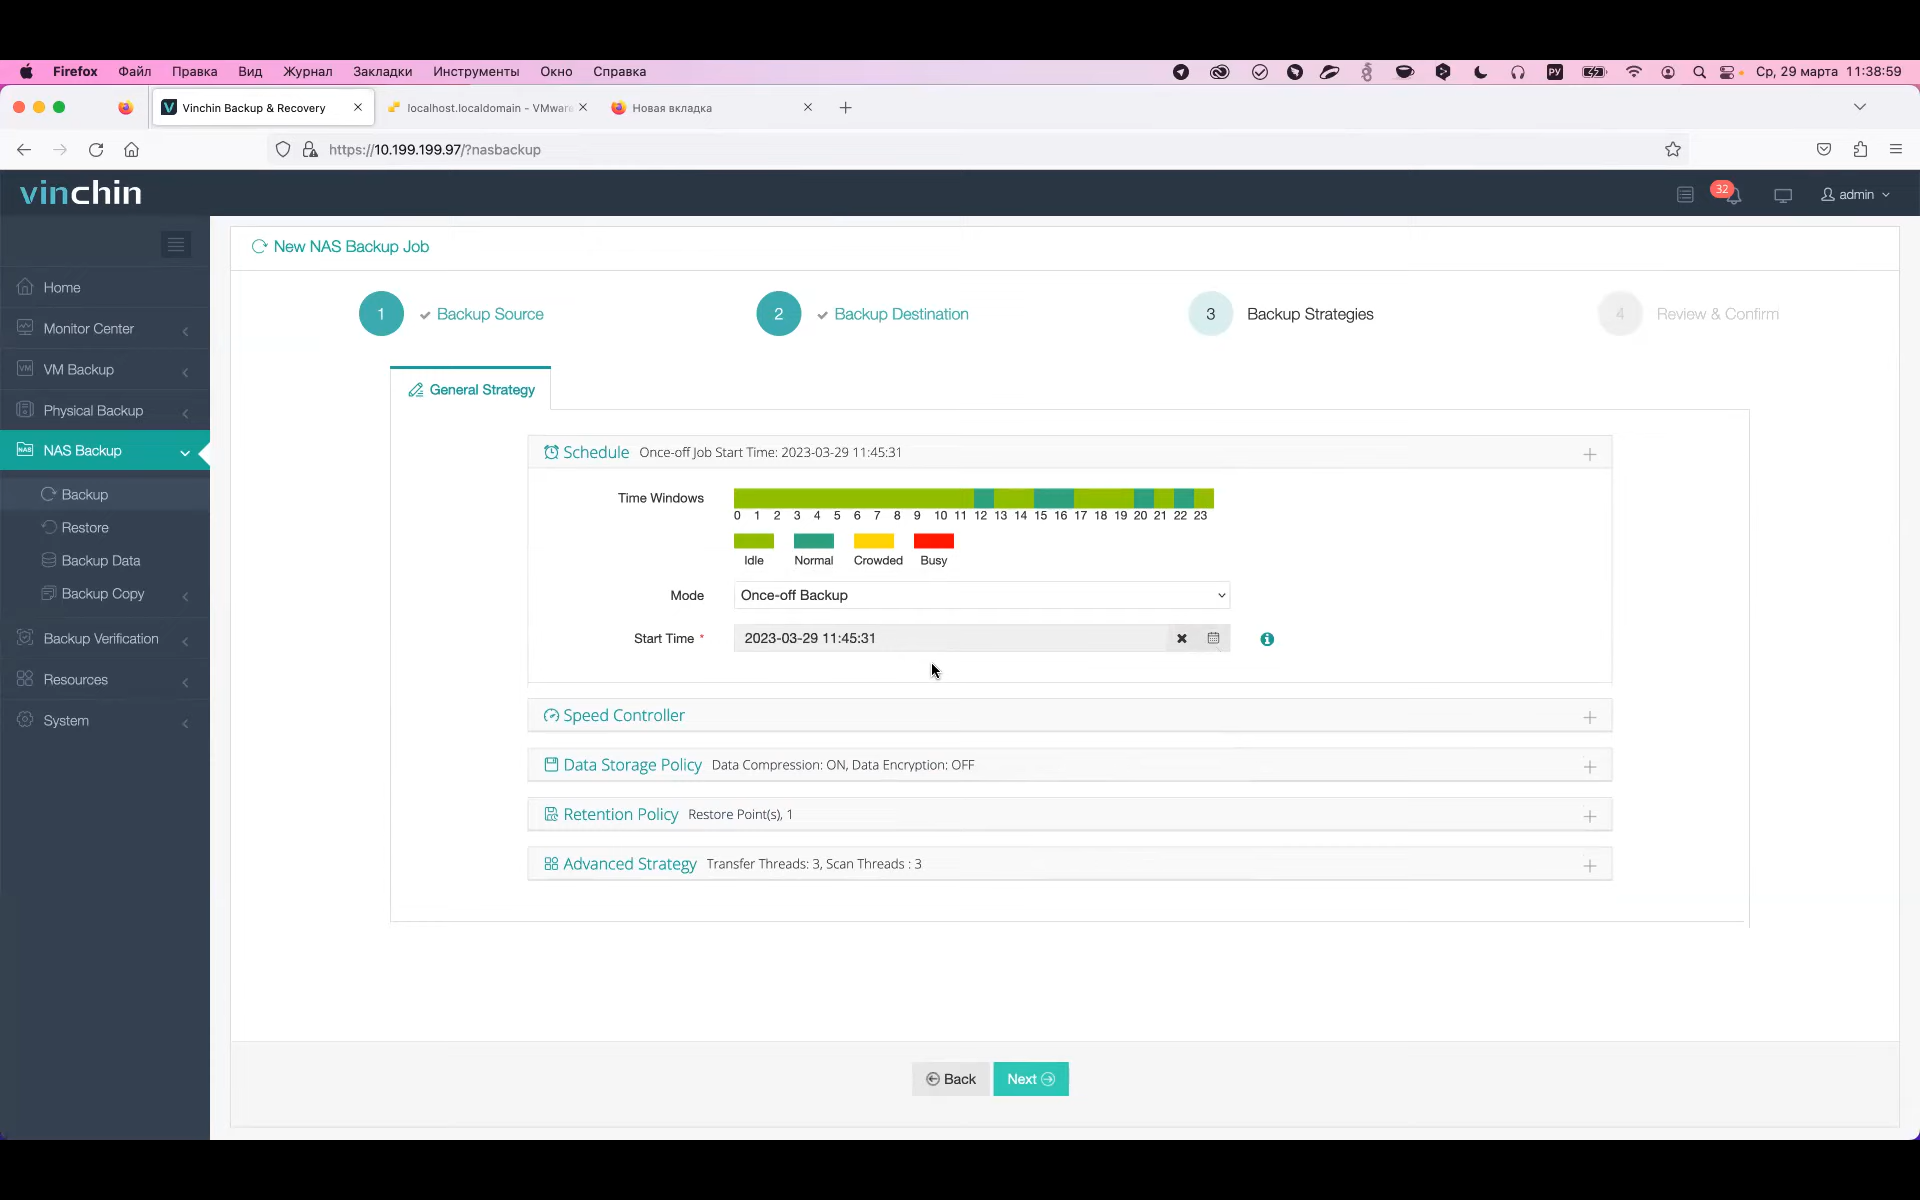 Firefox Файл Правка Вид Журнал Закладки Инструменты Окно Справка РУ Ср, 29 марта 11:38:59
Vinchin Backup & Recovery localhost.localdomain - VMware Новая вкладка
https://10.199.199.97/?nasbackup
vinchin 32 admin
New NAS Backup Job
1 Backup Source 2 Backup Destination 3 Backup Strategies 4 Review & Confirm
Home
Monitor Center
VM Backup
Physical Backup
NAS Backup
Backup
Restore
Backup Data
Backup Copy
Backup Verification
Resources
System
General Strategy
Schedule Once-off Job Start Time: 2023-03-29 11:45:31
Time Windows
0 1 2 3 4 5 6 7 8 9 10 11 12 13 14 15 16 17 18 19 20 21 22 23
Idle Normal Crowded Busy
Mode Once-off Backup
Start Time * 2023-03-29 11:45:31
Speed Controller
Data Storage Policy Data Compression: ON, Data Encryption: OFF
Retention Policy Restore Point(s), 1
Advanced Strategy Transfer Threads: 3, Scan Threads : 3
Back Next